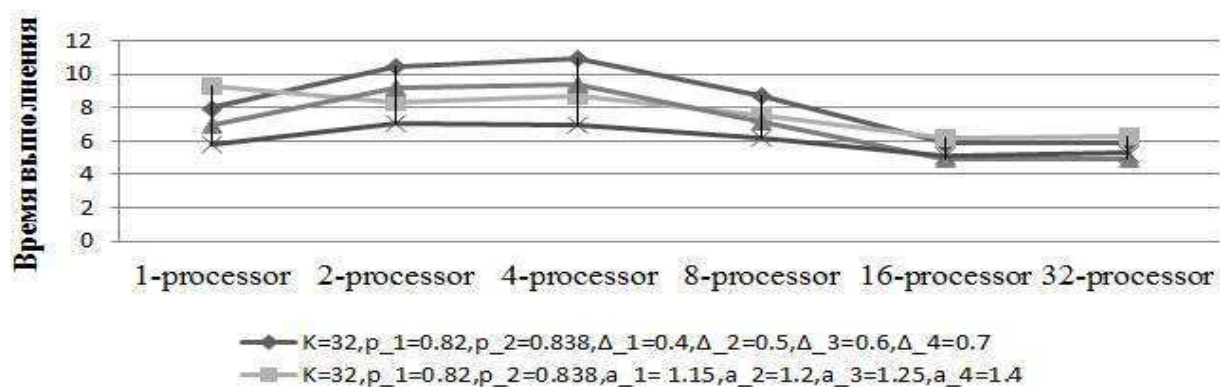 Время выполнения
12
10
8
6
4
2
0
1-processor 2-processor 4-processor 8-processor 16-processor 32-processor
K=32,p_1=0.82,p_2=0.838,Δ_1=0.4,Δ_2=0.5,Δ_3=0.6,Δ_4=0.7
K=32,p_1=0.82,p_2=0.838,a_1= 1.15,a_2=1.2,a_3=1.25,a_4=1.4